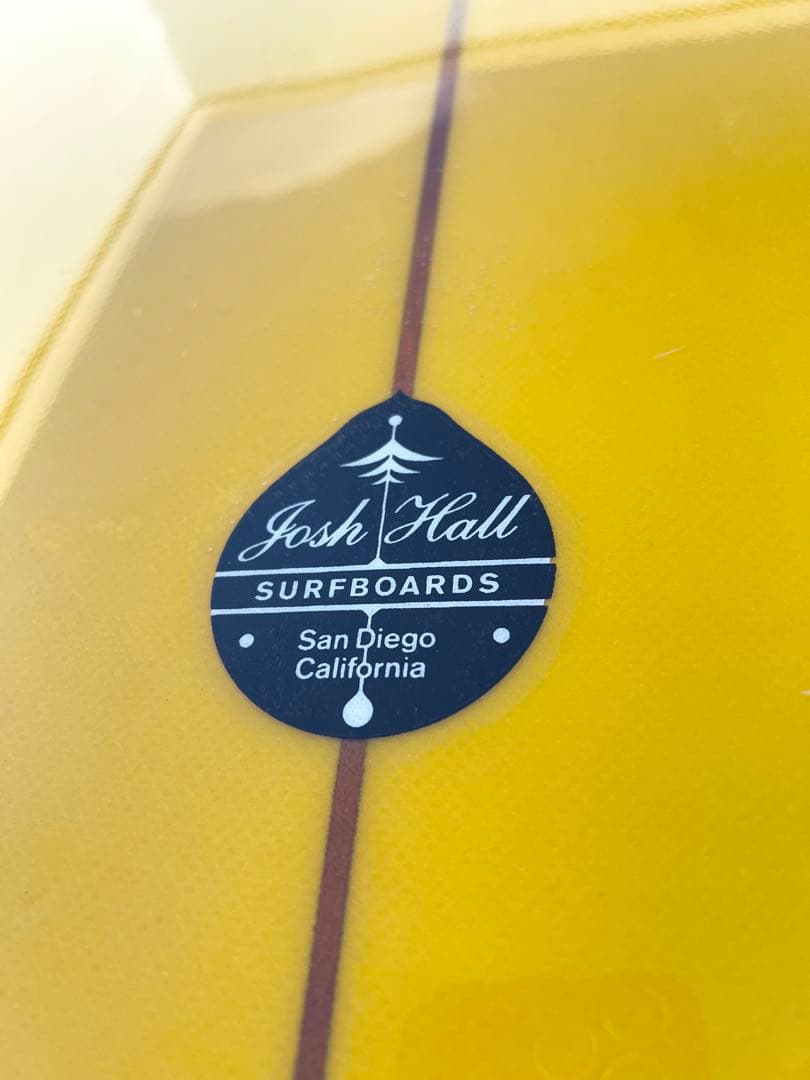 Josh Hall
SURFBOARDS
San Diego
California